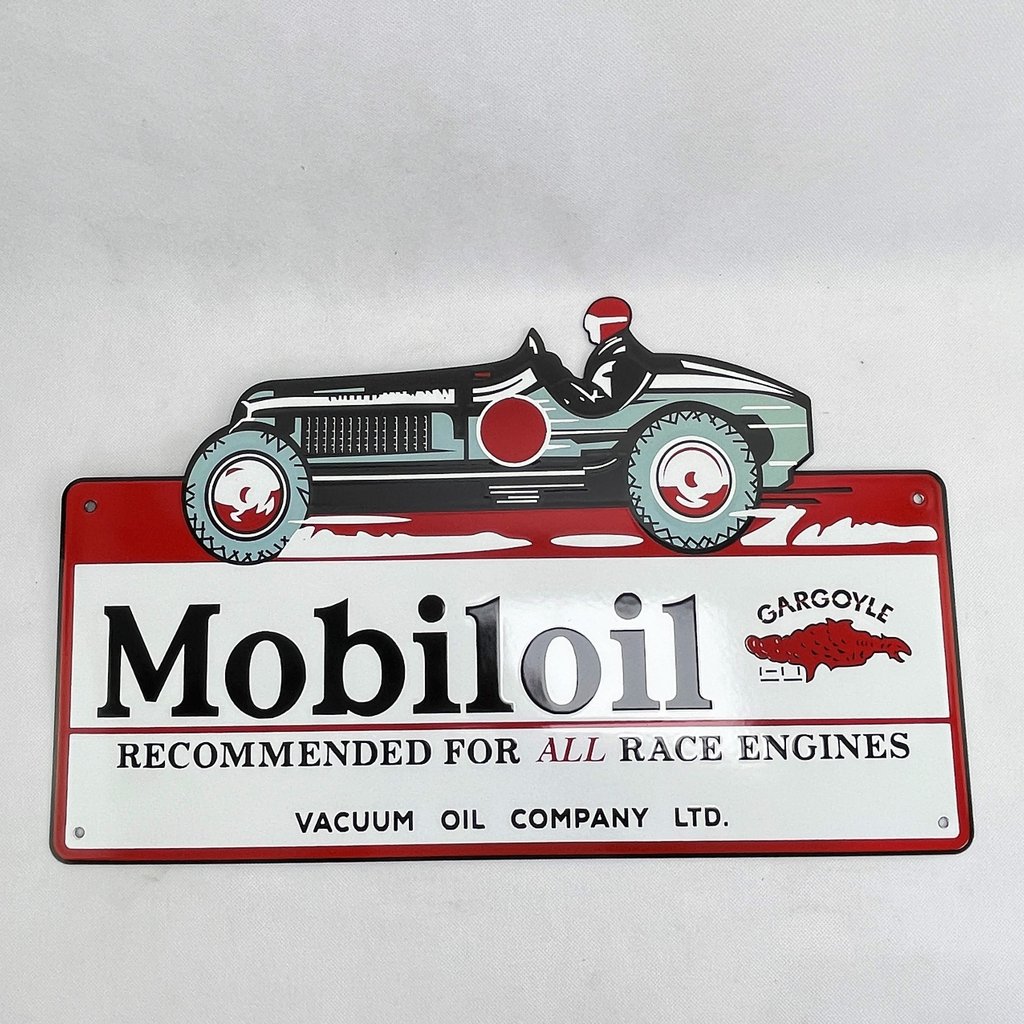 Mobiloil
GARGOYLE
RECOMMENDED FOR ALL RACE ENGINES
VACUUM OIL COMPANY LTD.